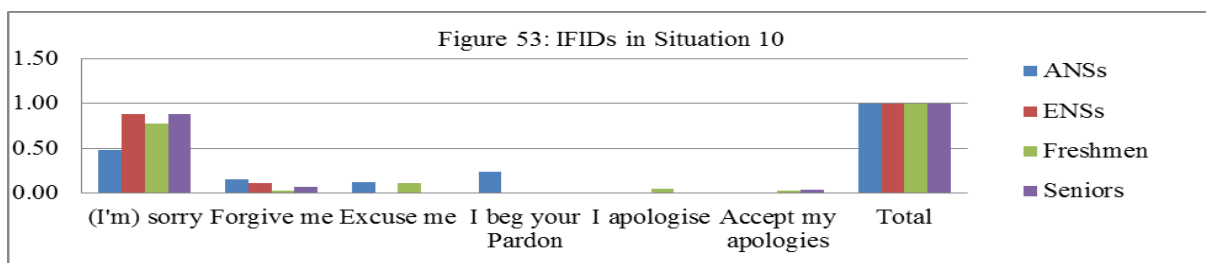 Figure 53: IFIDs in Situation 10
1.50
1.00
0.50
0.00
(I'm) sorry Forgive me Excuse me I beg your Pardon I apologise Accept my apologies Total
ANSs
ENSs
Freshmen
Seniors